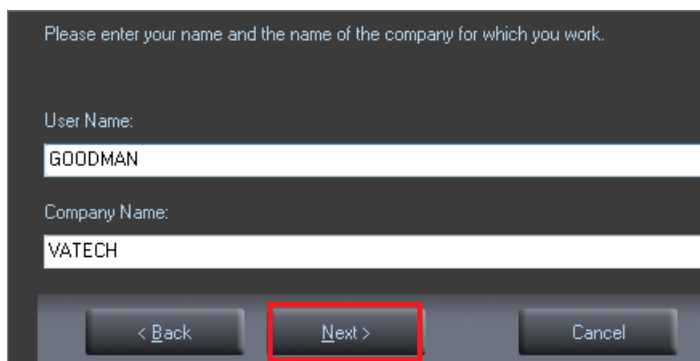 Please enter your name and the name of the company for which you work.
User Name:
GOODMAN
Company Name:
VATECH
< Back Next > Cancel